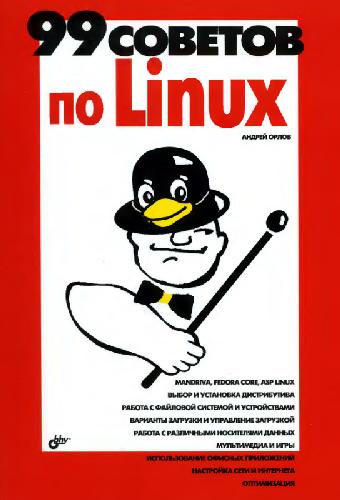 99 СОВЕТОВ
по Linux
АНДРЕЙ ОРЛОВ
MANDRIVA, FEDORA CORE, ASP LINUX
ВЫБОР И УСТАНОВКА ДИСТРИБУТИВА
РАБОТА С ФАЙЛОВОЙ СИСТЕМОЙ И УСТРОЙСТВАМИ
ВАРИАНТЫ ЗАГРУЗКИ И УПРАВЛЕНИЕ ЗАГРУЗКОЙ
РАБОТА С РАЗЛИЧНЫМИ НОСИТЕЛЯМИ ДАННЫХ
МУЛЬТИМЕДИА И ИГРЫ
ИСПОЛЬЗОВАНИЕ ОФИСНЫХ ПРИЛОЖЕНИЙ
НАСТРОЙКА СЕТИ И ИНТЕРНЕТА
ОПТИМИЗАЦИЯ
bhv